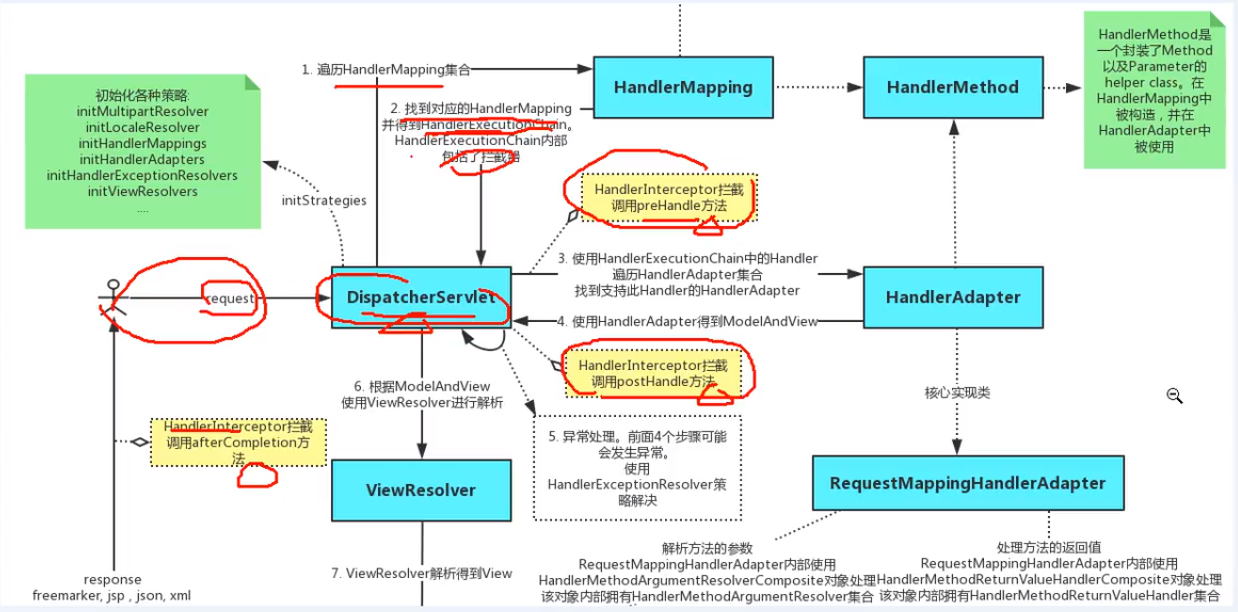 初始化各种策略:
initMultipartResolver
initLocaleResolver
initHandlerMappings
initHandlerAdapters
initHandlerExceptionResolvers
initViewResolvers
....
initStrategies
1. 遍历HandlerMapping集合
2. 找到对应的HandlerMapping
并得到HandlerExecutionChain。
HandlerExecutionChain内部
包括了拦截器
HandlerMapping
HandlerMethod
HandlerMethod是
一个封装了Method
以及Parameter的
helper class。在
HandlerMapping中
被构造，并在
HandlerAdapter中
被使用
HandlerInterceptor拦截
调用preHandle方法
request
DispatcherServlet
3. 使用HandlerExecutionChain中的Handler
遍历HandlerAdapter集合
找到支持此Handler的HandlerAdapter
4. 使用HandlerAdapter得到ModelAndView
HandlerAdapter
HandlerInterceptor拦截
调用postHandle方法
6. 根据ModelAndView
使用ViewResolver进行解析
核心实现类
HandlerInterceptor拦截
调用afterCompletion方
法
5. 异常处理。前面4个步骤可能
会发生异常。
使用
HandlerExceptionResolver策
略解决
ViewResolver
RequestMappingHandlerAdapter
7. ViewResolver解析得到View
response
freemarker, jsp , json, xml
解析方法的参数
RequestMappingHandlerAdapter内部使用
HandlerMethodArgumentResolverComposite对象处理
该对象内部拥有HandlerMethodArgumentResolver集合
处理方法的返回值
RequestMappingHandlerAdapter内部使用
HandlerMethodReturnValueHandlerComposite对象处理
该对象内部拥有HandlerMethodReturnValueHandler集合